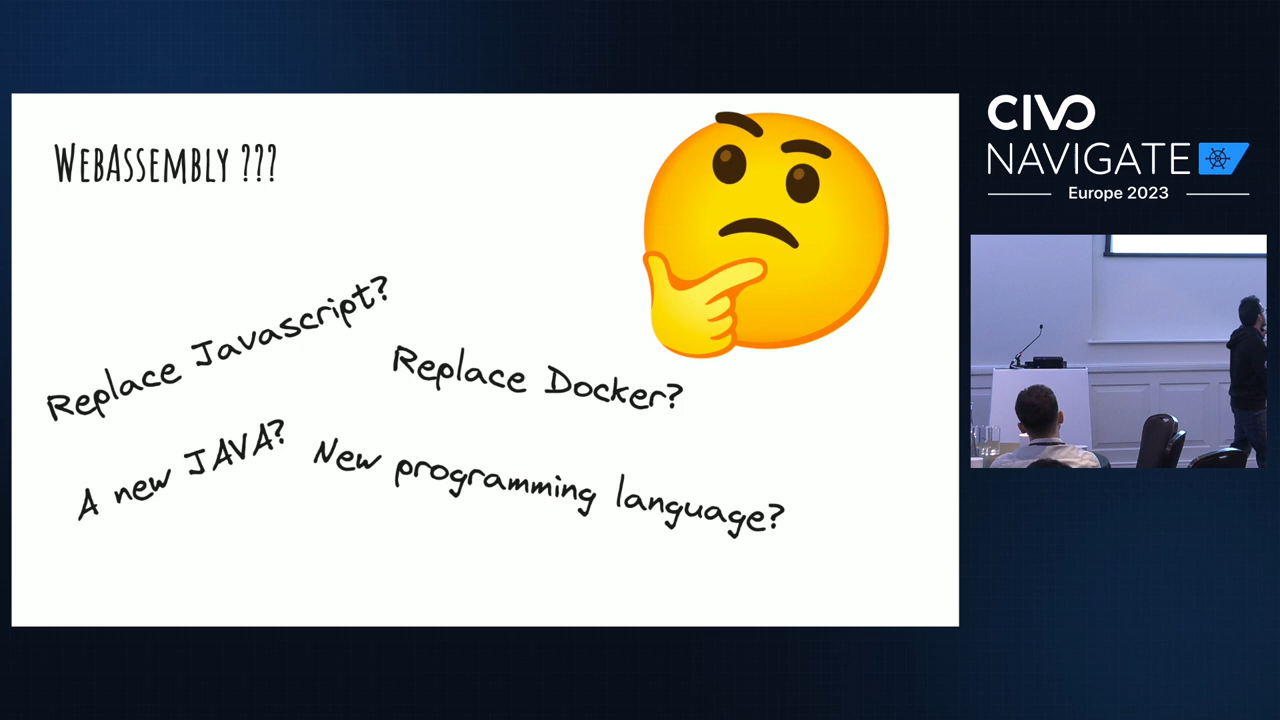 WebAssembly ???
Replace Javascript?
Replace Docker?
A new JAVA?
New programming language?
CIVO
NAVIGATE
Europe 2023